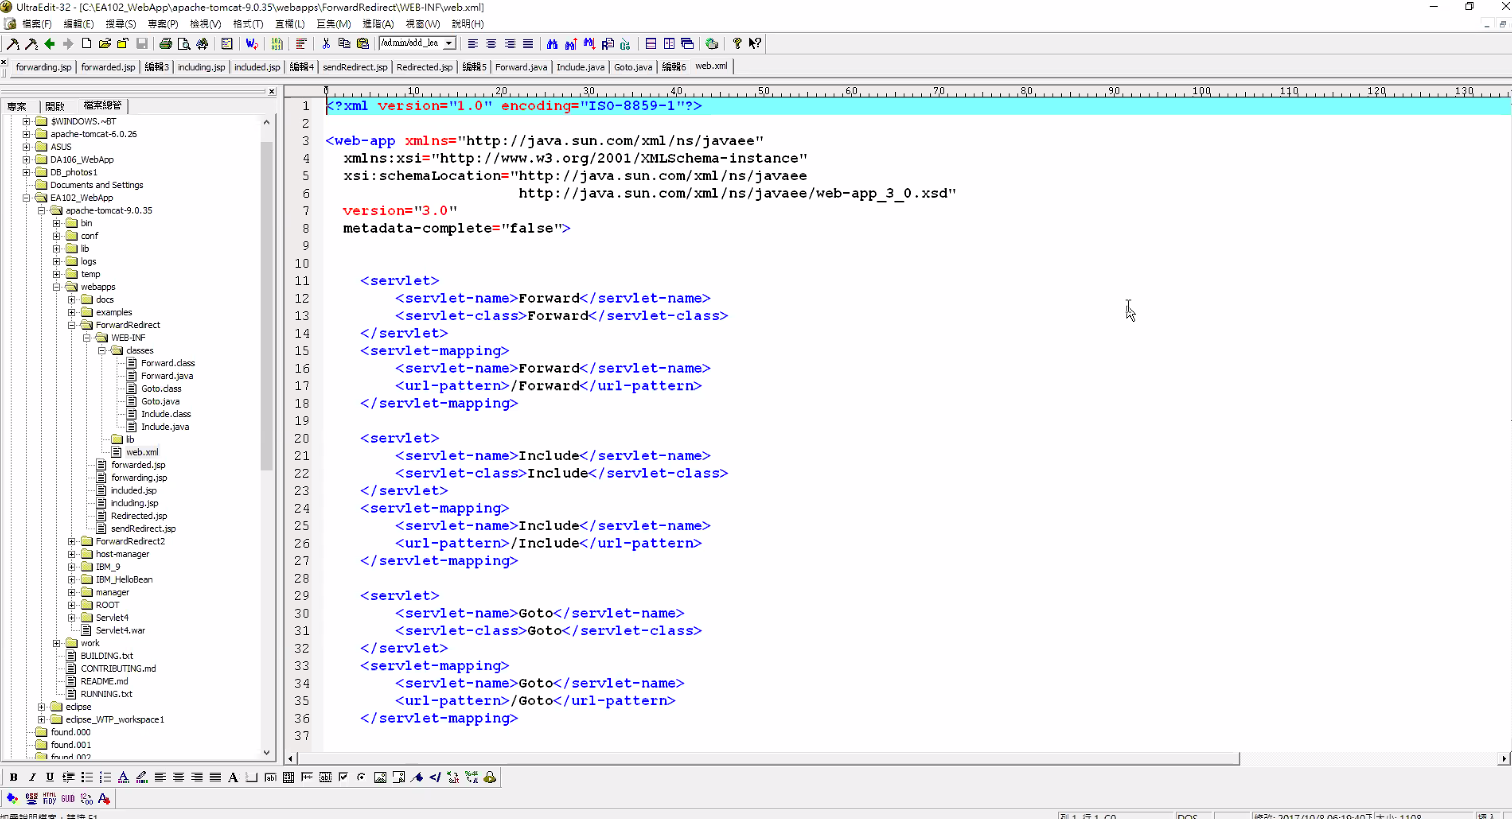 UltraEdit-32 - [C:\EA102_WebApp\apache-tomcat-9.0.35\webapps\ForwardRedirect\WEB-INF\web.xml]
檔案(F) 編輯(E) 搜尋(S) 專案(P) 檢視(V) 格式(T) 直欄(L) 巨集(M) 進階(A) 視窗(W) 說明(H)
/admin/add_lea
forwarding.jsp forwarded.jsp 編輯3 including.jsp included.jsp 編輯4 sendRedirect.jsp Redirected.jsp 編輯5 Forward.java Include.java Goto.java 編輯6 web.xml
專案 開啟 檔案總管
$WINDOWS.~BT
apache-tomcat-6.0.26
ASUS
DA106_WebApp
DB_photos1
Documents and Settings
EA102_WebApp
apache-tomcat-9.0.35
bin
conf
lib
logs
temp
webapps
docs
examples
ForwardRedirect
WEB-INF
classes
Forward.class
Forward.java
Goto.class
Goto.java
Include.class
Include.java
lib
web.xml
forwarded.jsp
forwarding.jsp
included.jsp
including.jsp
Redirected.jsp
sendRedirect.jsp
ForwardRedirect2
host-manager
IBM_9
IBM_HelloBean
manager
ROOT
Servlet4
Servlet4.war
work
BUILDING.txt
CONTRIBUTING.md
README.md
RUNNING.txt
eclipse
eclipse_WTP_workspace1
found.000
found.001
found.002
0 10 20 30 40 50 60 70 80 90 100 110 120 130
1 <?xml version="1.0" encoding="ISO-8859-1"?>
2
3 <web-app xmlns="http://java.sun.com/xml/ns/javaee"
4 xmlns:xsi="http://www.w3.org/2001/XMLSchema-instance"
5 xsi:schemaLocation="http://java.sun.com/xml/ns/javaee
6 http://java.sun.com/xml/ns/javaee/web-app_3_0.xsd"
7 version="3.0"
8 metadata-complete="false">
9
10
11 <servlet>
12 <servlet-name>Forward</servlet-name>
13 <servlet-class>Forward</servlet-class>
14 </servlet>
15 <servlet-mapping>
16 <servlet-name>Forward</servlet-name>
17 <url-pattern>/Forward</url-pattern>
18 </servlet-mapping>
19
20 <servlet>
21 <servlet-name>Include</servlet-name>
22 <servlet-class>Include</servlet-class>
23 </servlet>
24 <servlet-mapping>
25 <servlet-name>Include</servlet-name>
26 <url-pattern>/Include</url-pattern>
27 </servlet-mapping>
28
29 <servlet>
30 <servlet-name>Goto</servlet-name>
31 <servlet-class>Goto</servlet-class>
32 </servlet>
33 <servlet-mapping>
34 <servlet-name>Goto</servlet-name>
35 <url-pattern>/Goto</url-pattern>
36 </servlet-mapping>
37